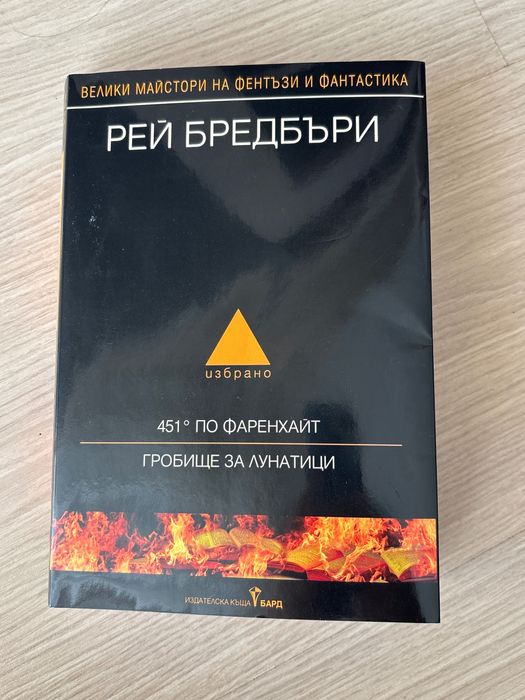 ВЕЛИКИ МАЙСТОРИ НА ФЕНТЪЗИ И ФАНТАСТИКА
РЕЙ БРЕДБЪРИ
избрано
451° ПО ФАРЕНХАЙТ
ГРОБИЩЕ ЗА ЛУНАТИЦИ
ИЗДАТЕЛСКА КЪЩА БАРД